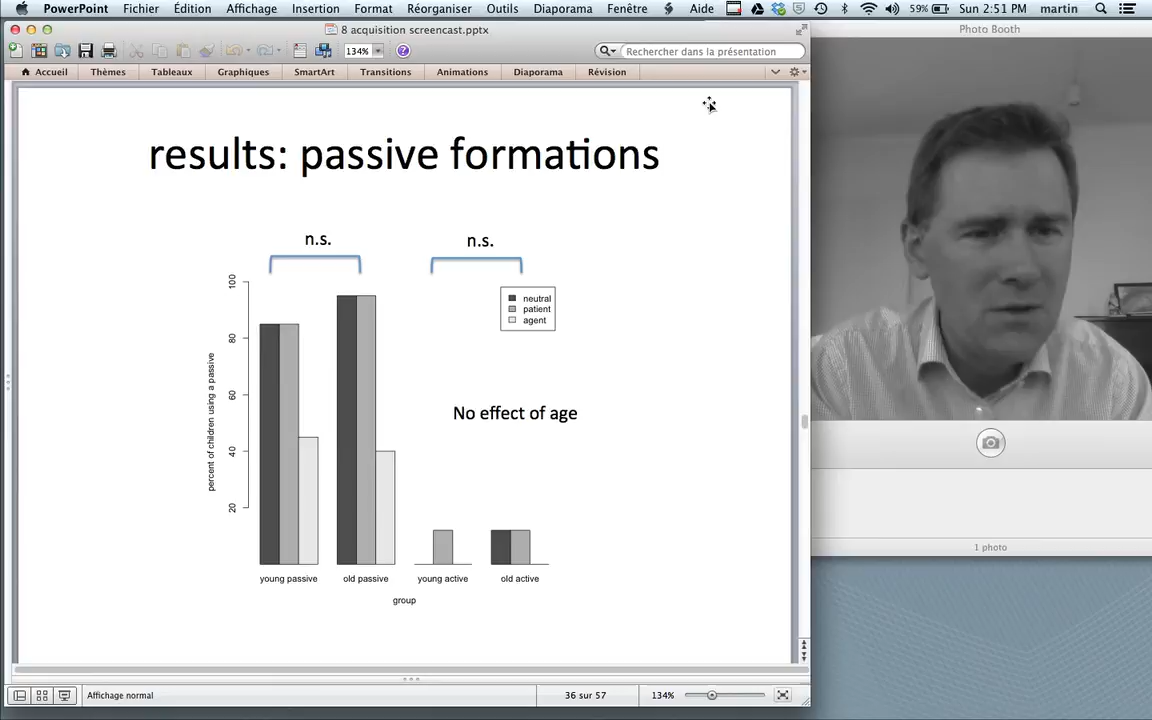 PowerPoint Fichier Édition Affichage Insertion Format Réorganiser Outils Diaporama Fenêtre Aide 59% Sun 2:51 PM martin
8 acquisition screencast.pptx
Photo Booth
134% Rechercher dans la présentation
Accueil Thèmes Tableaux Graphiques SmartArt Transitions Animations Diaporama Révision
results: passive formations
n.s. n.s.
neutral
patient
agent
100
80
60
40
20
percent of children using a passive
No effect of age
young passive old passive young active old active
group
1 photo
Affichage normal 36 sur 57 134%